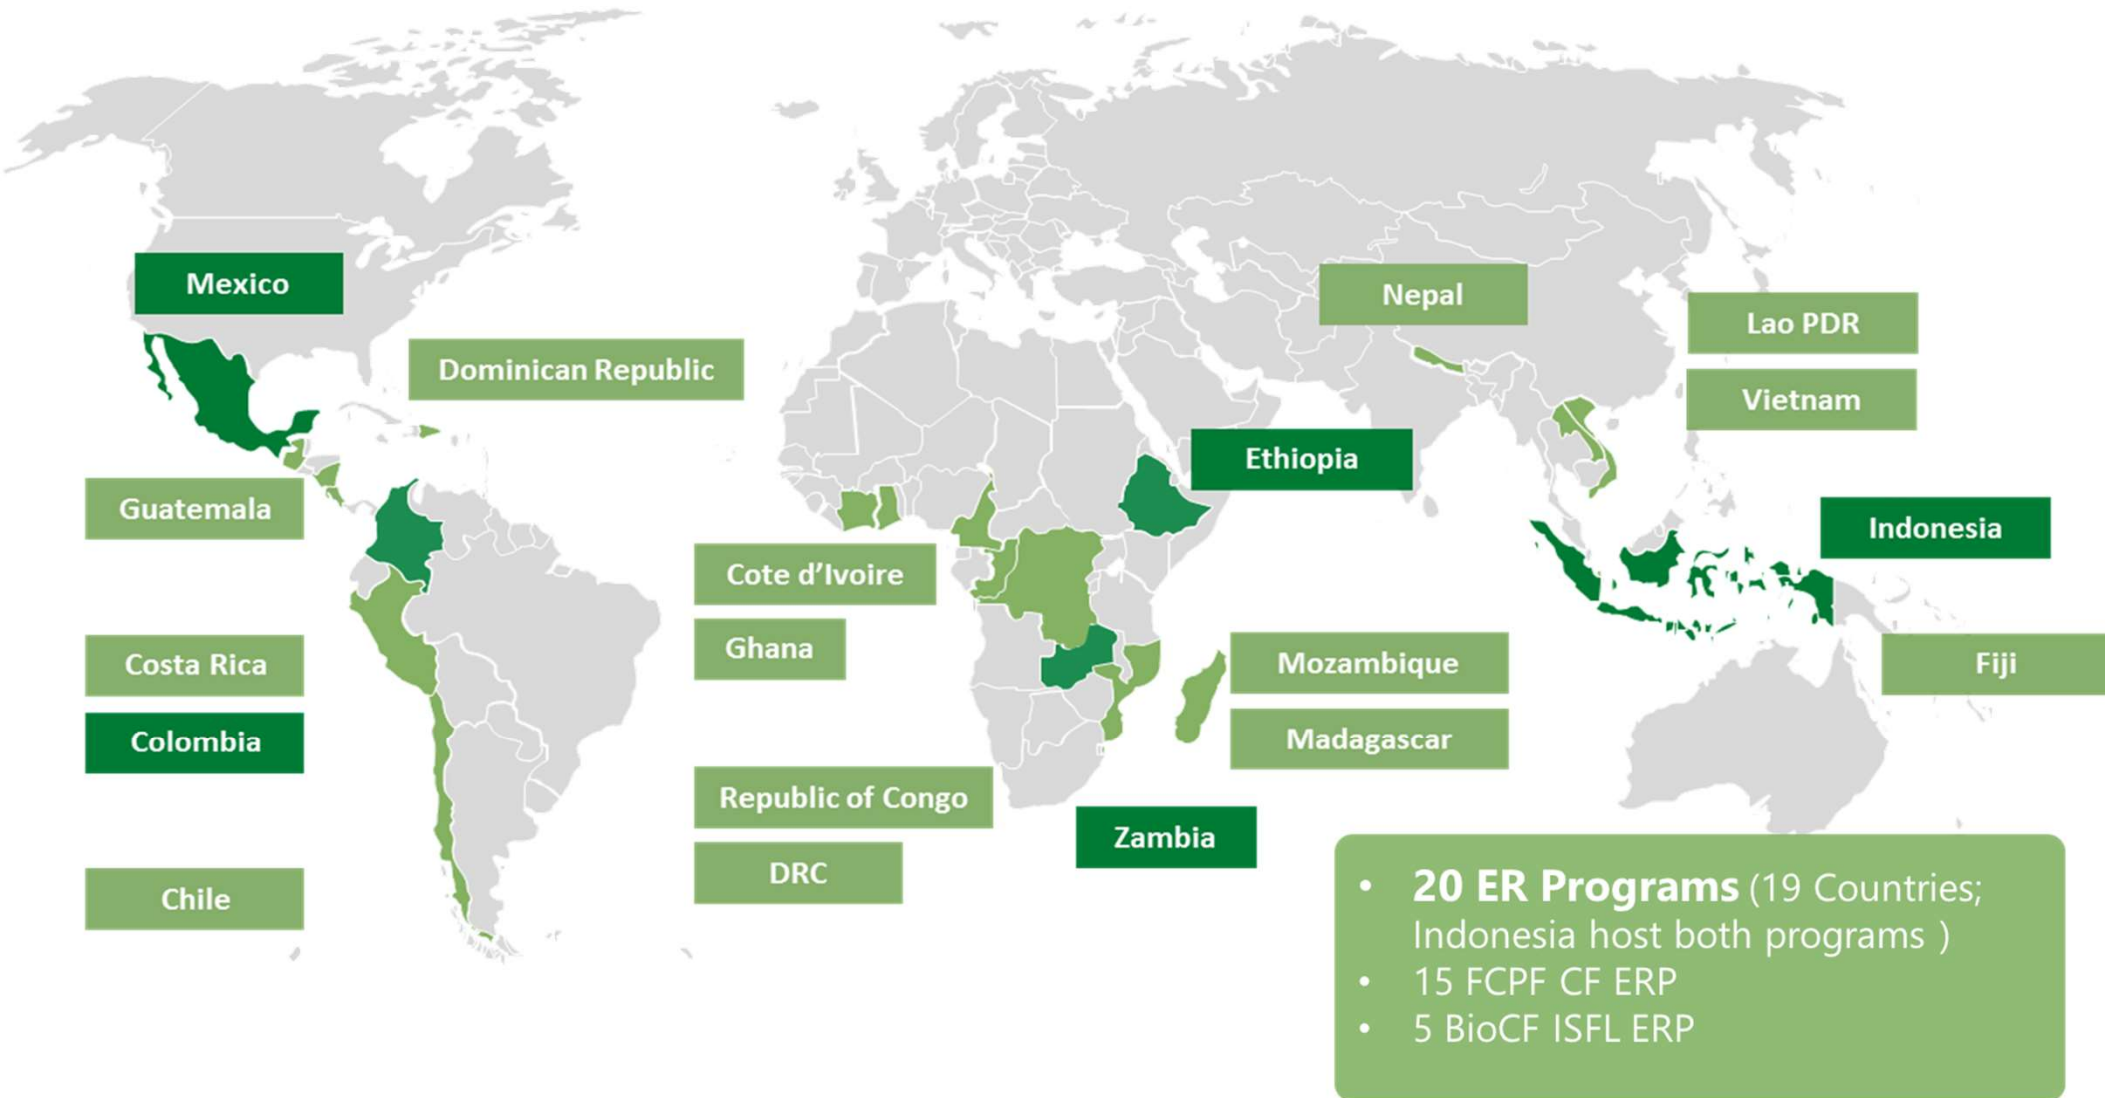 Mexico
Dominican Republic
Guatemala
Costa Rica
Colombia
Chile
Cote d’Ivoire
Ghana
Republic of Congo
DRC
Ethiopia
Mozambique
Madagascar
Zambia
Nepal
Lao PDR
Vietnam
Indonesia
Fiji
• 20 ER Programs (19 Countries;
Indonesia host both programs )
• 15 FCPF CF ERP
• 5 BioCF ISFL ERP